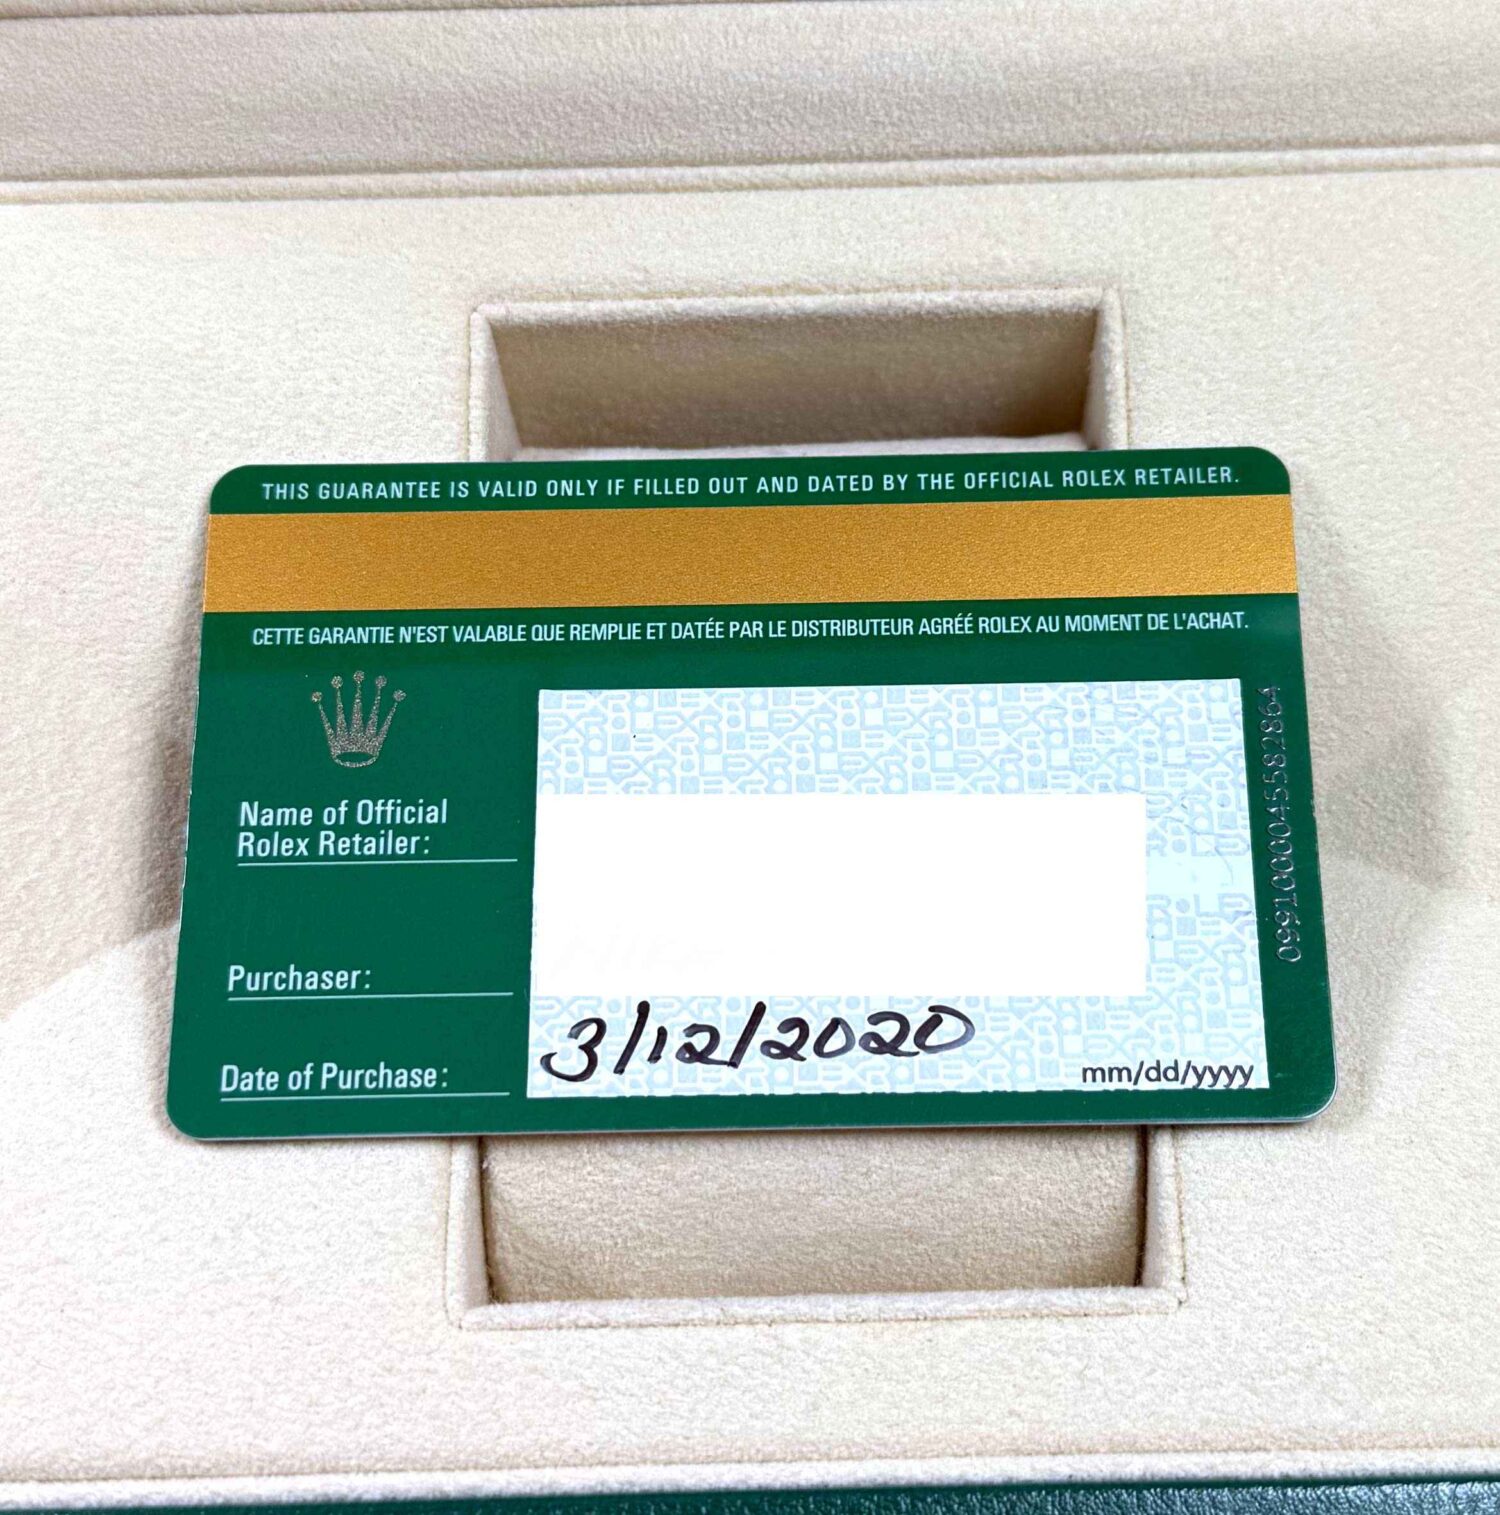 THIS GUARANTEE IS VALID ONLY IF FILLED OUT AND DATED BY THE OFFICIAL ROLEX RETAILER.
CETTE GARANTIE N'EST VALABLE QUE REMPLIE ET DATÉE PAR LE DISTRIBUTEUR AGRÉÉ ROLEX AU MOMENT DE L'ACHAT.
Name of Official
Rolex Retailer:
Purchaser:
Date of Purchase:
3/12/2020
mm/dd/yyyy
09910000045582864